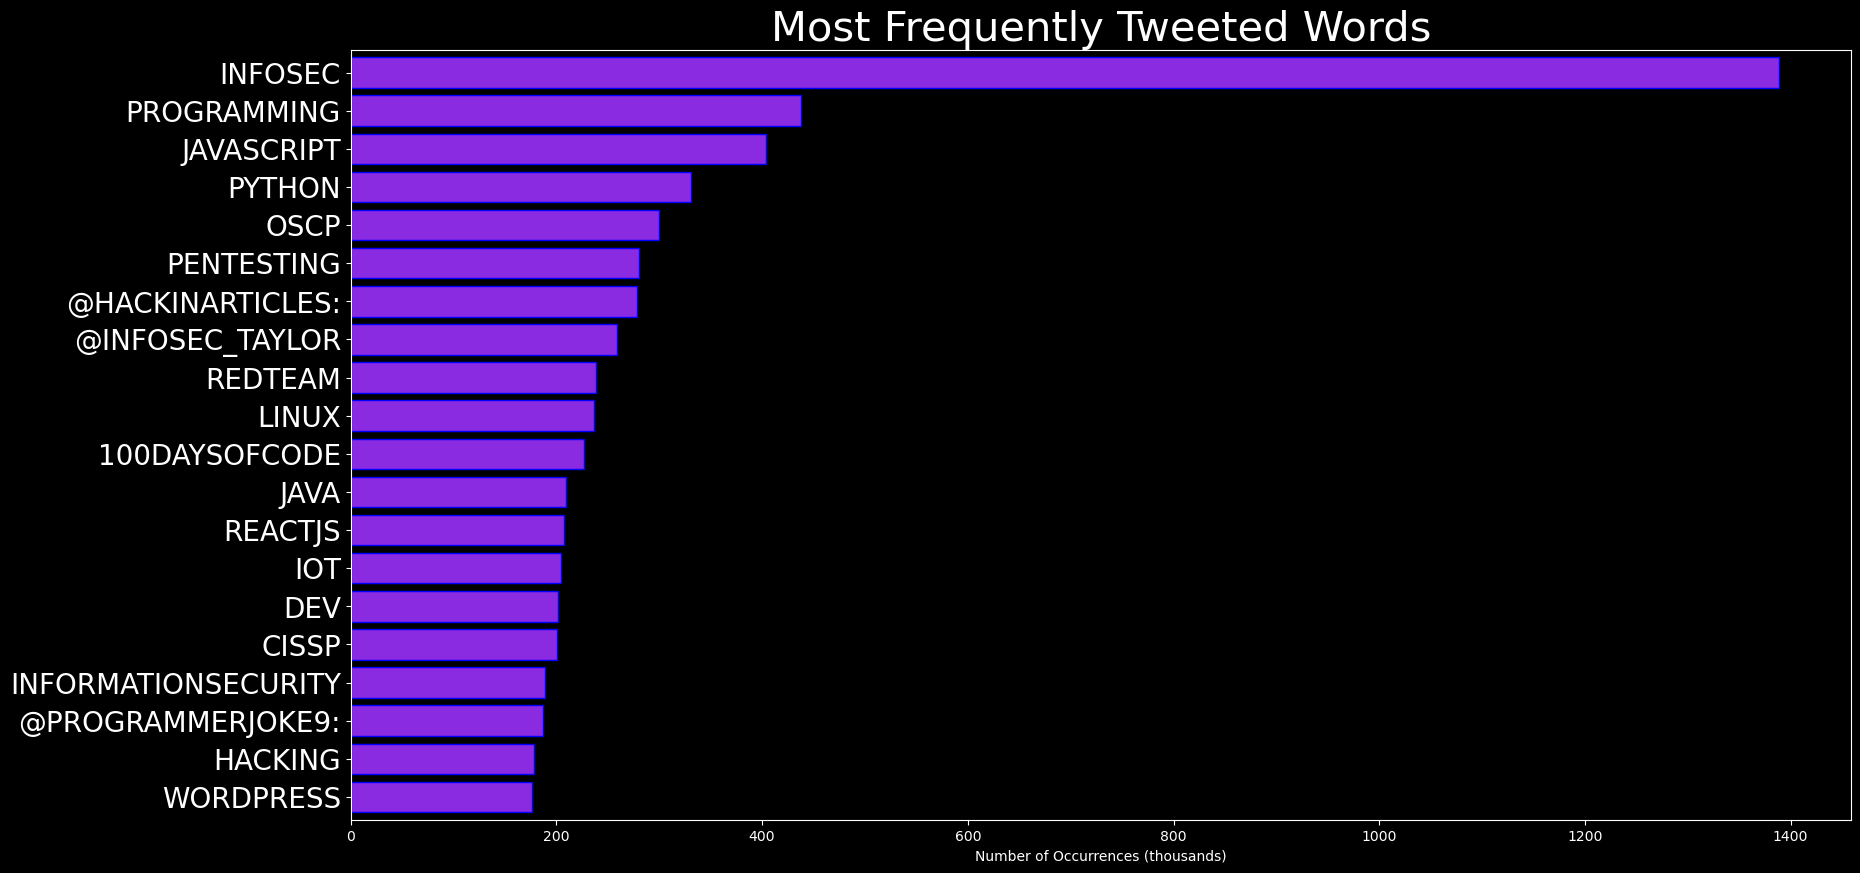 Most Frequently Tweeted Words
INFOSEC
PROGRAMMING
JAVASCRIPT
PYTHON
OSCP
PENTESTING
@HACKINARTICLES:
@INFOSEC_TAYLOR
REDTEAM
LINUX
100DAYSOFCODE
JAVA
REACTJS
IOT
DEV
CISSP
INFORMATIONSECURITY
@PROGRAMMERJOKE9:
HACKING
WORDPRESS
0 200 400 600 800 1000 1200 1400
Number of Occurrences (thousands)